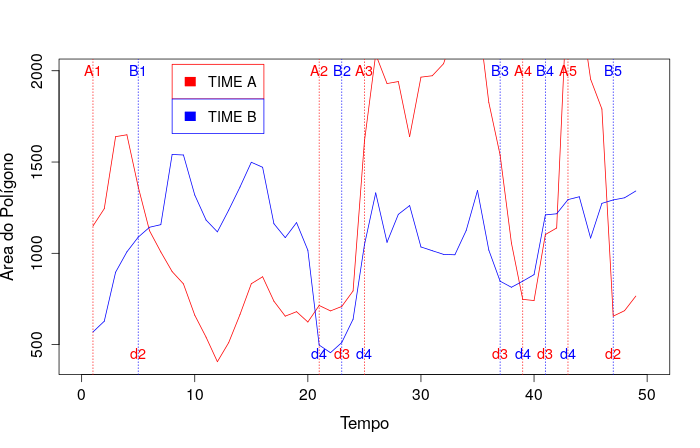 A1 B1 A2 B2 A3 B3 A4 B4 A5 B5
TIME A
TIME B
2000
1500
1000
500
Área do Polígono
d2 d4 d3 d4 d3 d4 d3 d4 d2
0 10 20 30 40 50
Tempo